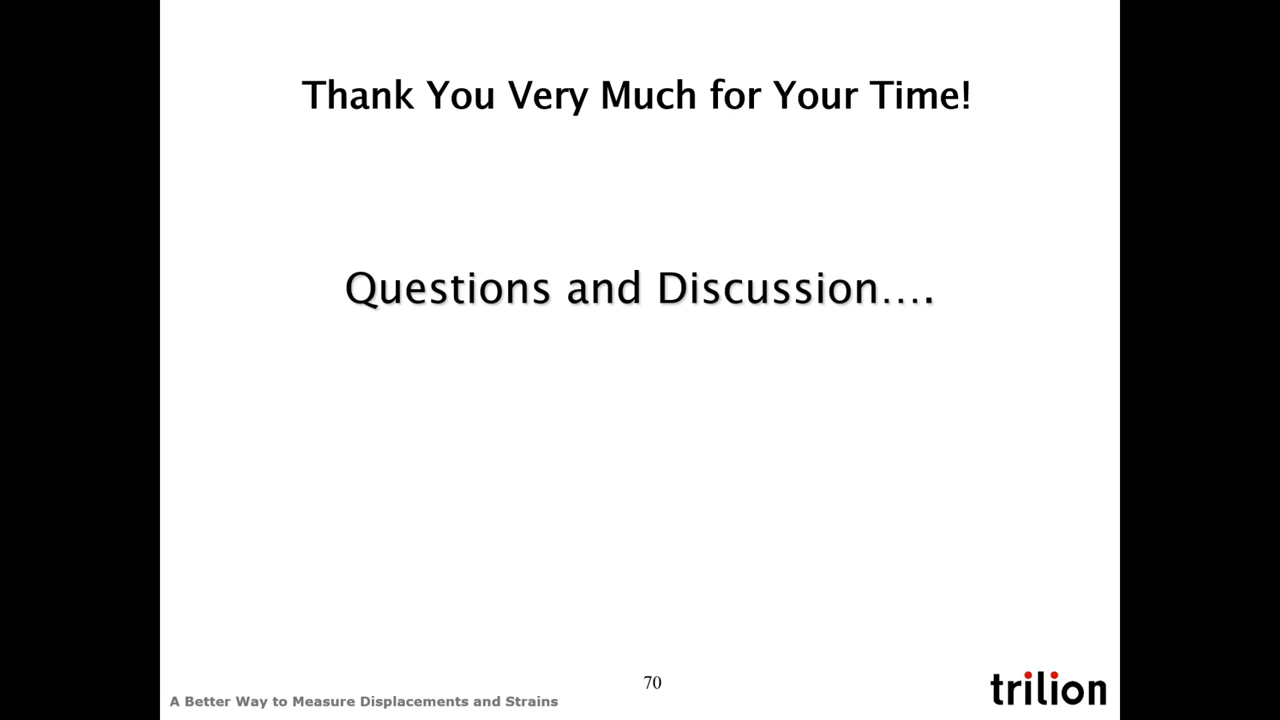 Thank You Very Much for Your Time!
Questions and Discussion….
70
A Better Way to Measure Displacements and Strains
trilion